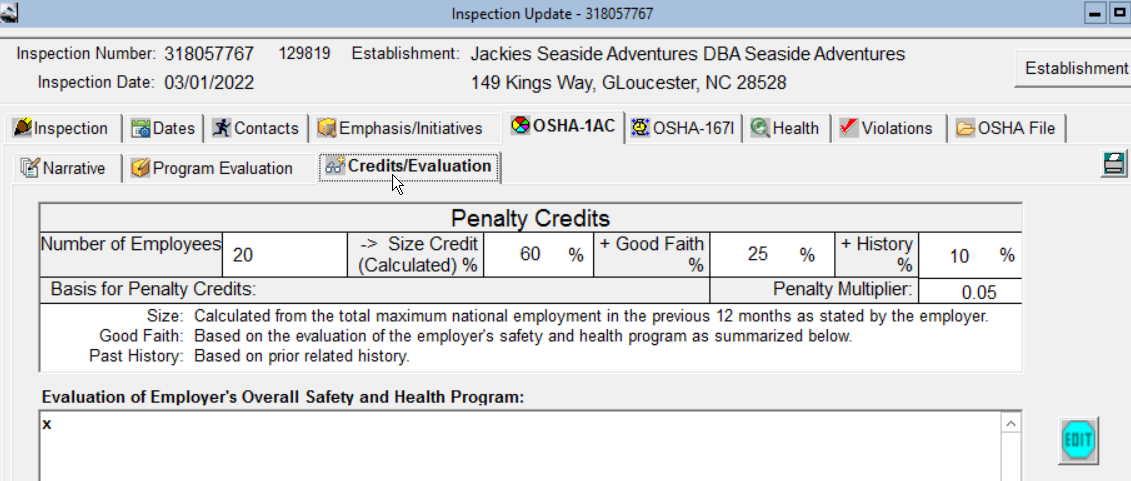 Inspection Update - 318057767
Inspection Number: 318057767 129819 Establishment: Jackies Seaside Adventures DBA Seaside Adventures
Inspection Date: 03/01/2022 149 Kings Way, GLoucester, NC 28528
Establishment
Inspection Dates Contacts Emphasis/Initiatives OSHA-1AC OSHA-167I Health Violations OSHA File
Narrative Program Evaluation Credits/Evaluation
Penalty Credits
Number of Employees 20 -> Size Credit (Calculated) % 60 % + Good Faith % 25 % + History % 10 %
Basis for Penalty Credits: Penalty Multiplier: 0.05
Size: Calculated from the total maximum national employment in the previous 12 months as stated by the employer.
Good Faith: Based on the evaluation of the employer's safety and health program as summarized below.
Past History: Based on prior related history.
Evaluation of Employer's Overall Safety and Health Program:
x
EDIT